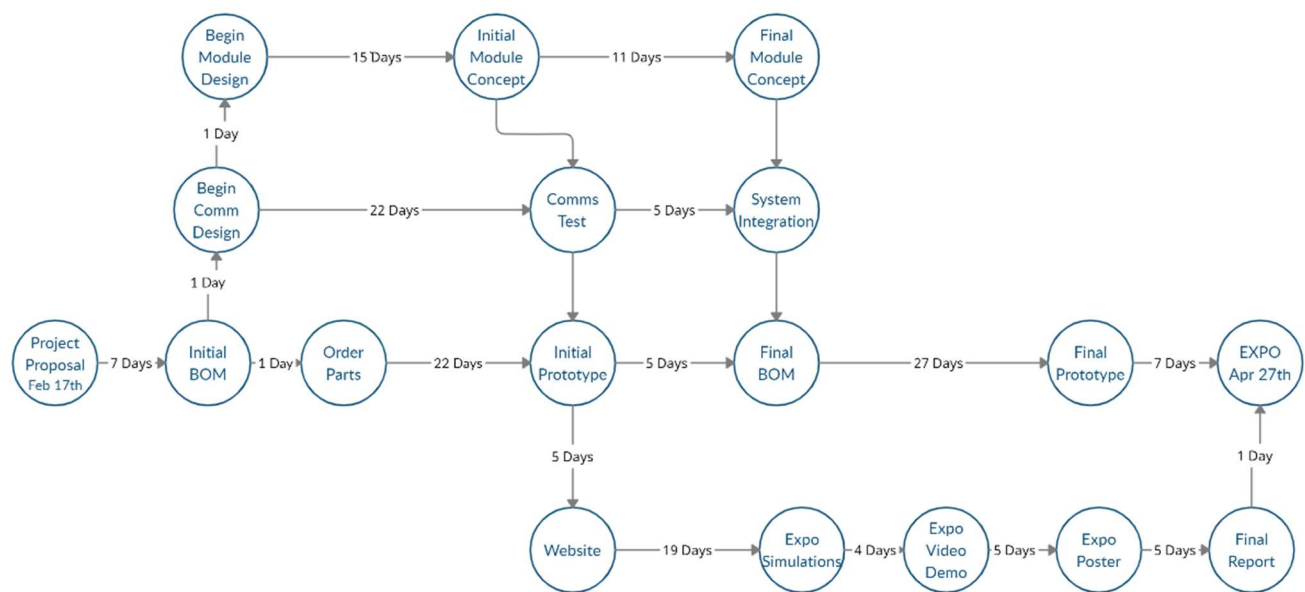 Begin
Module
Design
15 Days
Initial
Module
Concept
11 Days
Final
Module
Concept
1 Day
Begin
Comm
Design
22 Days
Comms
Test
5 Days
System
Integration
1 Day
Project
Proposal
Feb 17th
7 Days
Initial
BOM
1 Day
Order
Parts
22 Days
Initial
Prototype
5 Days
Final
BOM
27 Days
Final
Prototype
7 Days
EXPO
Apr 27th
5 Days
1 Day
Website
19 Days
Expo
Simulations
4 Days
Expo
Video
Demo
5 Days
Expo
Poster
5 Days
Final
Report